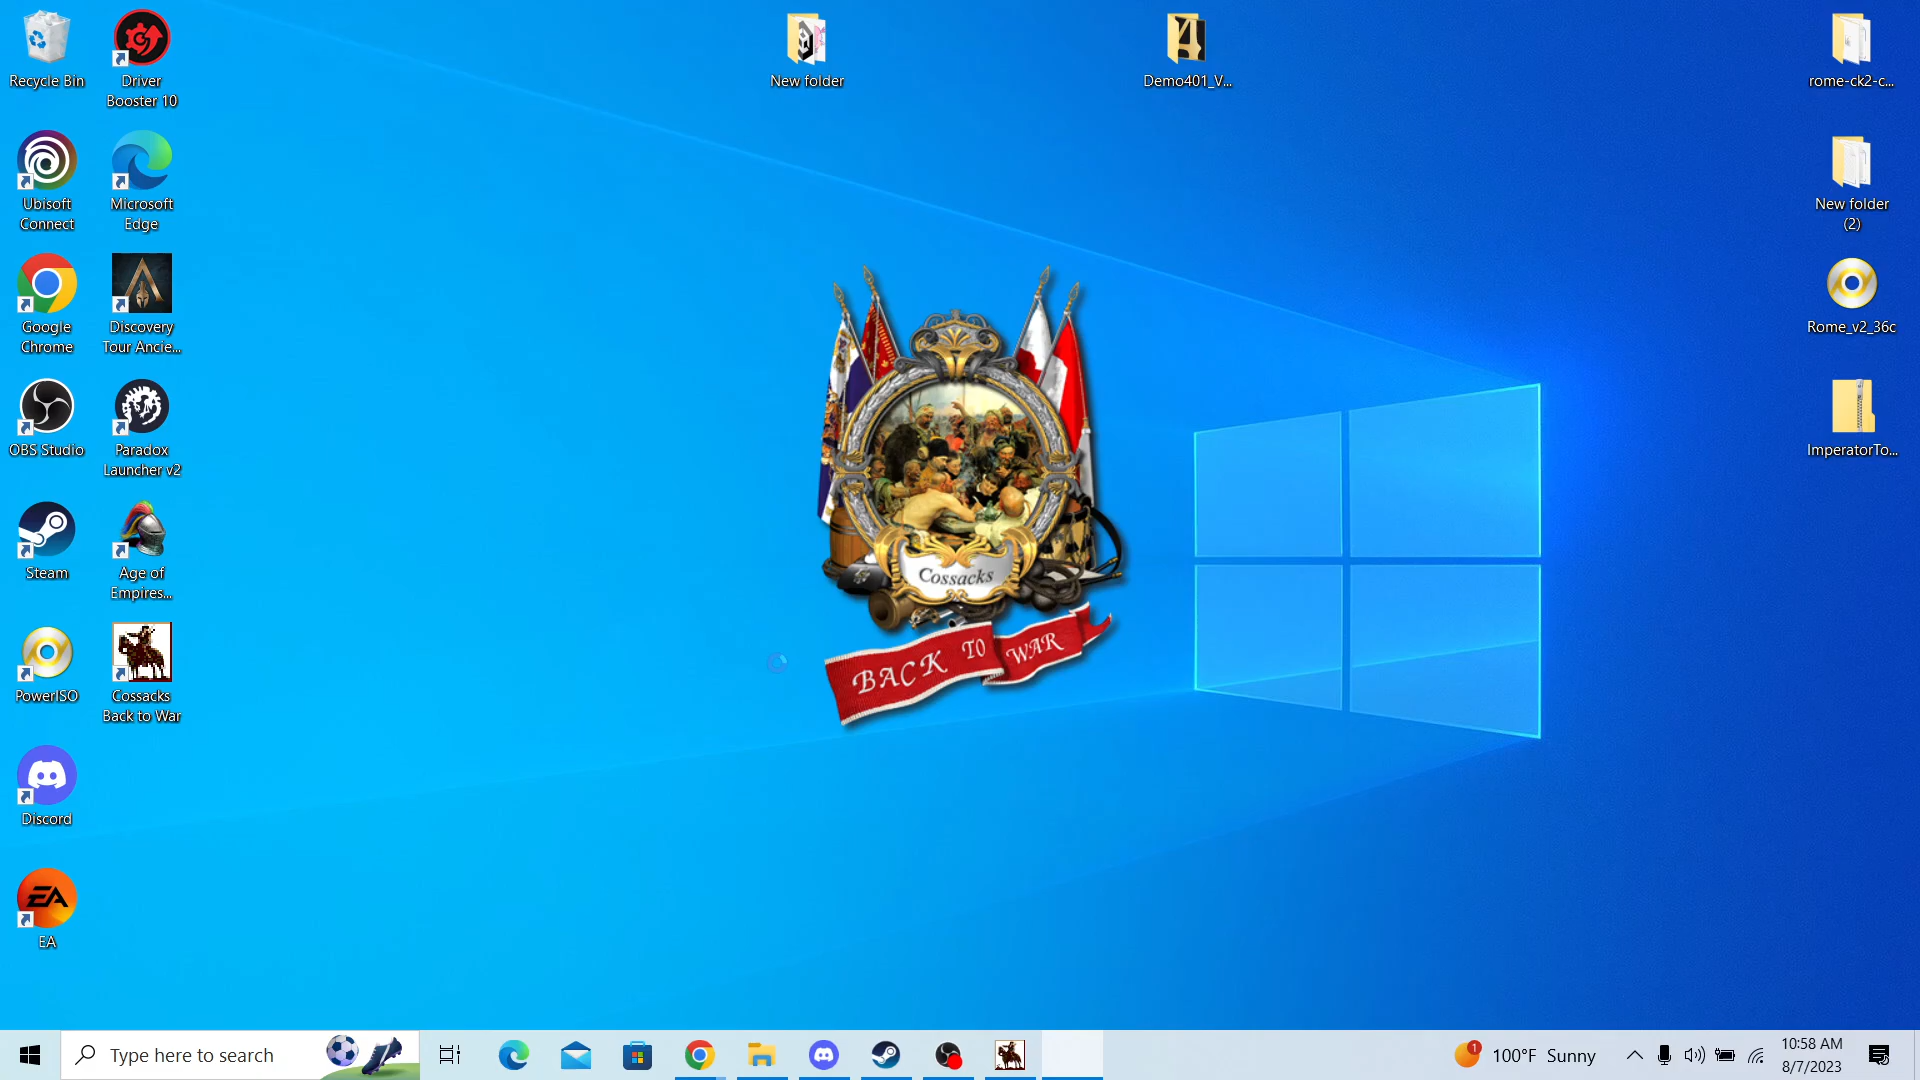 Recycle Bin
Driver
Booster 10
New folder
Demo401_V...
rome-ck2-c...
Ubisoft
Connect
Microsoft
Edge
New folder
(2)
Google
Chrome
Discovery
Tour Ancie...
Rome_v2_36c
OBS Studio
Paradox
Launcher v2
ImperatorTo...
Steam
Age of
Empires...
Cossacks
BACK TO WAR
PowerISO
Cossacks
Back to War
Discord
EA
EA
Type here to search
1
100°F Sunny
10:58 AM
8/7/2023